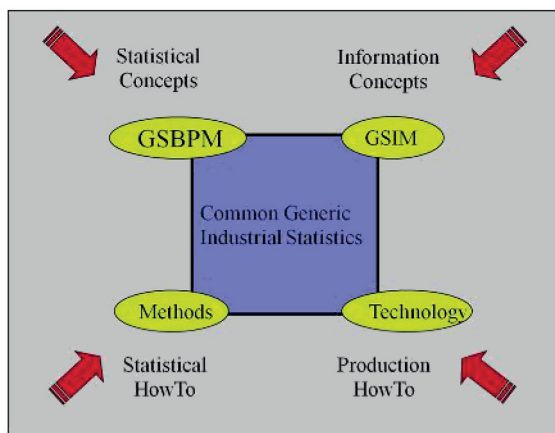 Statistical
Concepts
Information
Concepts
GSBPM
GSIM
Common Generic
Industrial Statistics
Methods
Technology
Statistical
HowTo
Production
HowTo